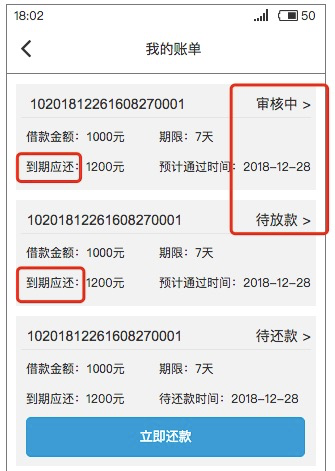 18:02 50
我的账单
10201812261608270001 审核中 >
借款金额：1000元 期限：7天
到期应还：1200元 预计通过时间：2018-12-28
10201812261608270001 待放款 >
借款金额：1000元 期限：7天
到期应还：1200元 预计通过时间：2018-12-28
10201812261608270001 待还款 >
借款金额：1000元 期限：7天
到期应还：1200元 待还款时间：2018-12-28
立即还款